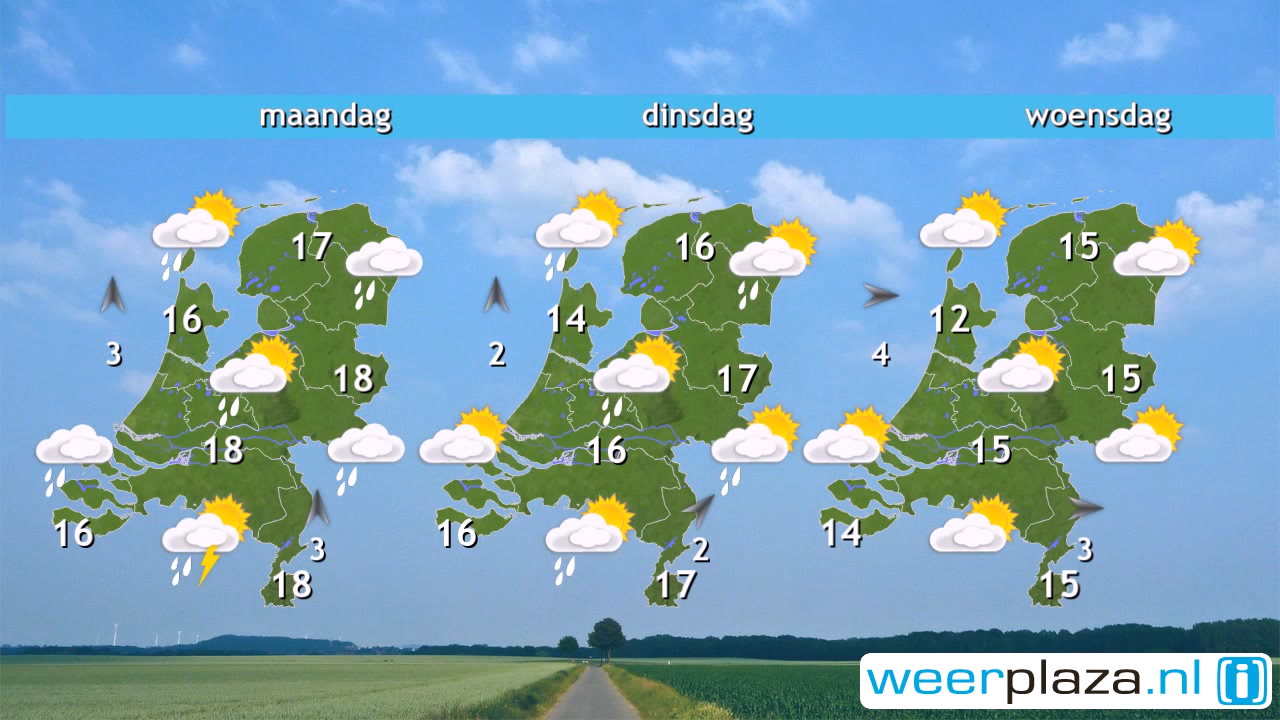 maandag dinsdag woensdag
17 16 15
16 14 12
3 2 4
18 17 15
18 16 15
16 16 14
3 2 3
18 17 15
weerplaza.nl